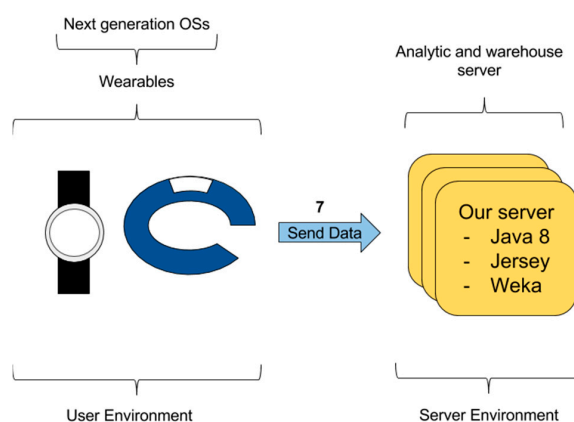 Next generation OSs
Wearables
Analytic and warehouse
server
7
Send Data
Our server
- Java 8
- Jersey
- Weka
User Environment
Server Environment